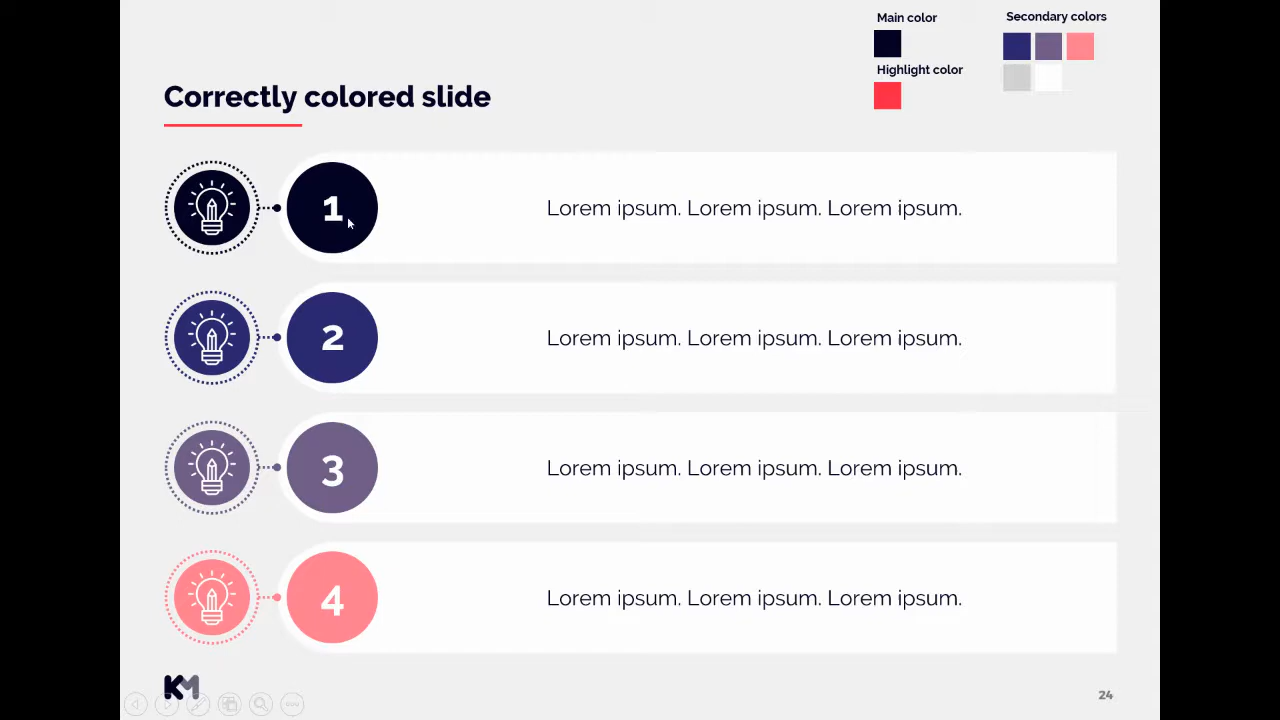 Main color
Secondary colors
Highlight color
Correctly colored slide
1
Lorem ipsum. Lorem ipsum. Lorem ipsum.
2
Lorem ipsum. Lorem ipsum. Lorem ipsum.
3
Lorem ipsum. Lorem ipsum. Lorem ipsum.
4
Lorem ipsum. Lorem ipsum. Lorem ipsum.
KM
24